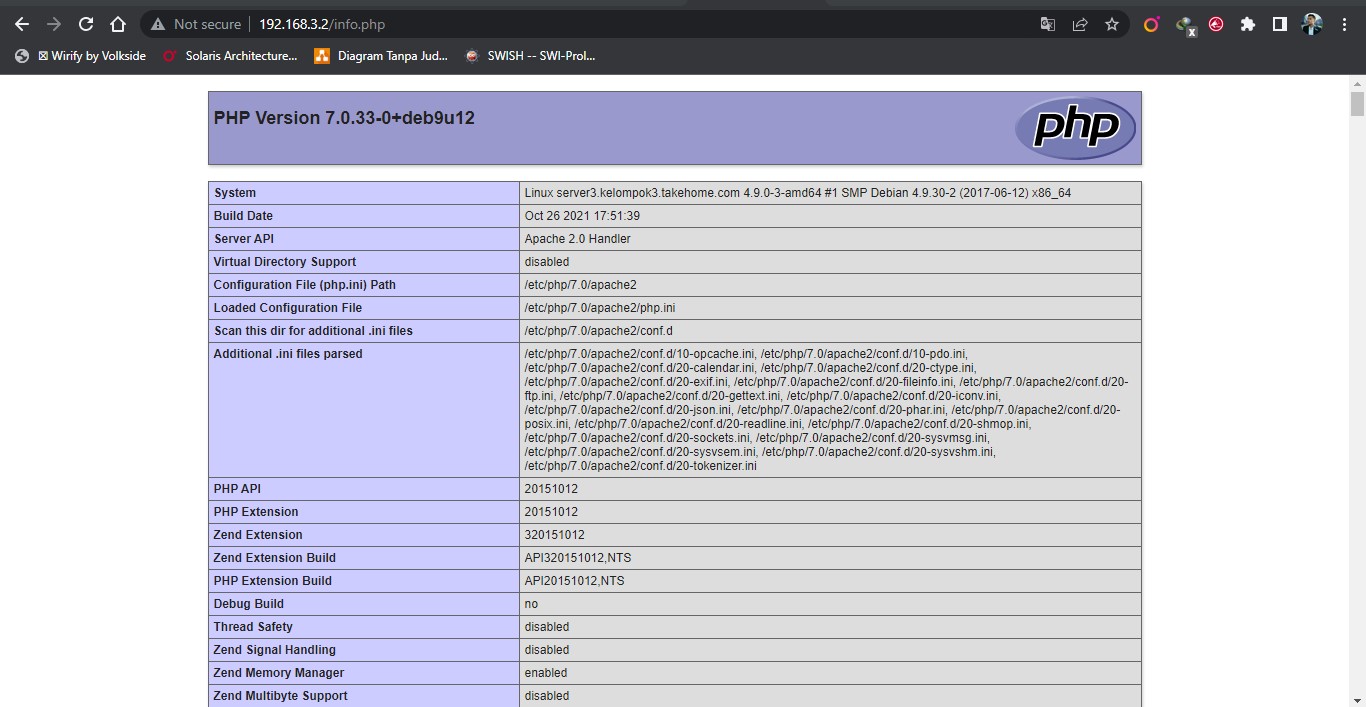 Not secure 192.168.3.2/info.php
Wirify by Volkside Solaris Architecture... Diagram Tanpa Jud... SWISH -- SWI-Prol...
PHP Version 7.0.33-0+deb9u12
php
System Linux server3.kelompok3.takehome.com 4.9.0-3-amd64 #1 SMP Debian 4.9.30-2 (2017-06-12) x86_64
Build Date Oct 26 2021 17:51:39
Server API Apache 2.0 Handler
Virtual Directory Support disabled
Configuration File (php.ini) Path /etc/php/7.0/apache2
Loaded Configuration File /etc/php/7.0/apache2/php.ini
Scan this dir for additional .ini files /etc/php/7.0/apache2/conf.d
Additional .ini files parsed /etc/php/7.0/apache2/conf.d/10-opcache.ini, /etc/php/7.0/apache2/conf.d/10-pdo.ini,
/etc/php/7.0/apache2/conf.d/20-calendar.ini, /etc/php/7.0/apache2/conf.d/20-ctype.ini,
/etc/php/7.0/apache2/conf.d/20-exif.ini, /etc/php/7.0/apache2/conf.d/20-fileinfo.ini, /etc/php/7.0/apache2/conf.d/20-
ftp.ini, /etc/php/7.0/apache2/conf.d/20-gettext.ini, /etc/php/7.0/apache2/conf.d/20-iconv.ini,
/etc/php/7.0/apache2/conf.d/20-json.ini, /etc/php/7.0/apache2/conf.d/20-phar.ini, /etc/php/7.0/apache2/conf.d/20-
posix.ini, /etc/php/7.0/apache2/conf.d/20-readline.ini, /etc/php/7.0/apache2/conf.d/20-shmop.ini,
/etc/php/7.0/apache2/conf.d/20-sockets.ini, /etc/php/7.0/apache2/conf.d/20-sysvmsg.ini,
/etc/php/7.0/apache2/conf.d/20-sysvsem.ini, /etc/php/7.0/apache2/conf.d/20-sysvshm.ini,
/etc/php/7.0/apache2/conf.d/20-tokenizer.ini
PHP API 20151012
PHP Extension 20151012
Zend Extension 320151012
Zend Extension Build API320151012,NTS
PHP Extension Build API20151012,NTS
Debug Build no
Thread Safety disabled
Zend Signal Handling disabled
Zend Memory Manager enabled
Zend Multibyte Support disabled